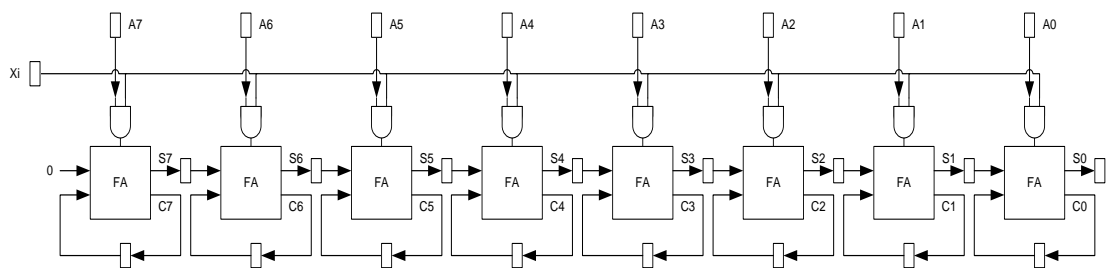 A7 A6 A5 A4 A3 A2 A1 A0
Xi
0 S7 S6 S5 S4 S3 S2 S1 S0
FA FA FA FA FA FA FA FA
C7 C6 C5 C4 C3 C2 C1 C0